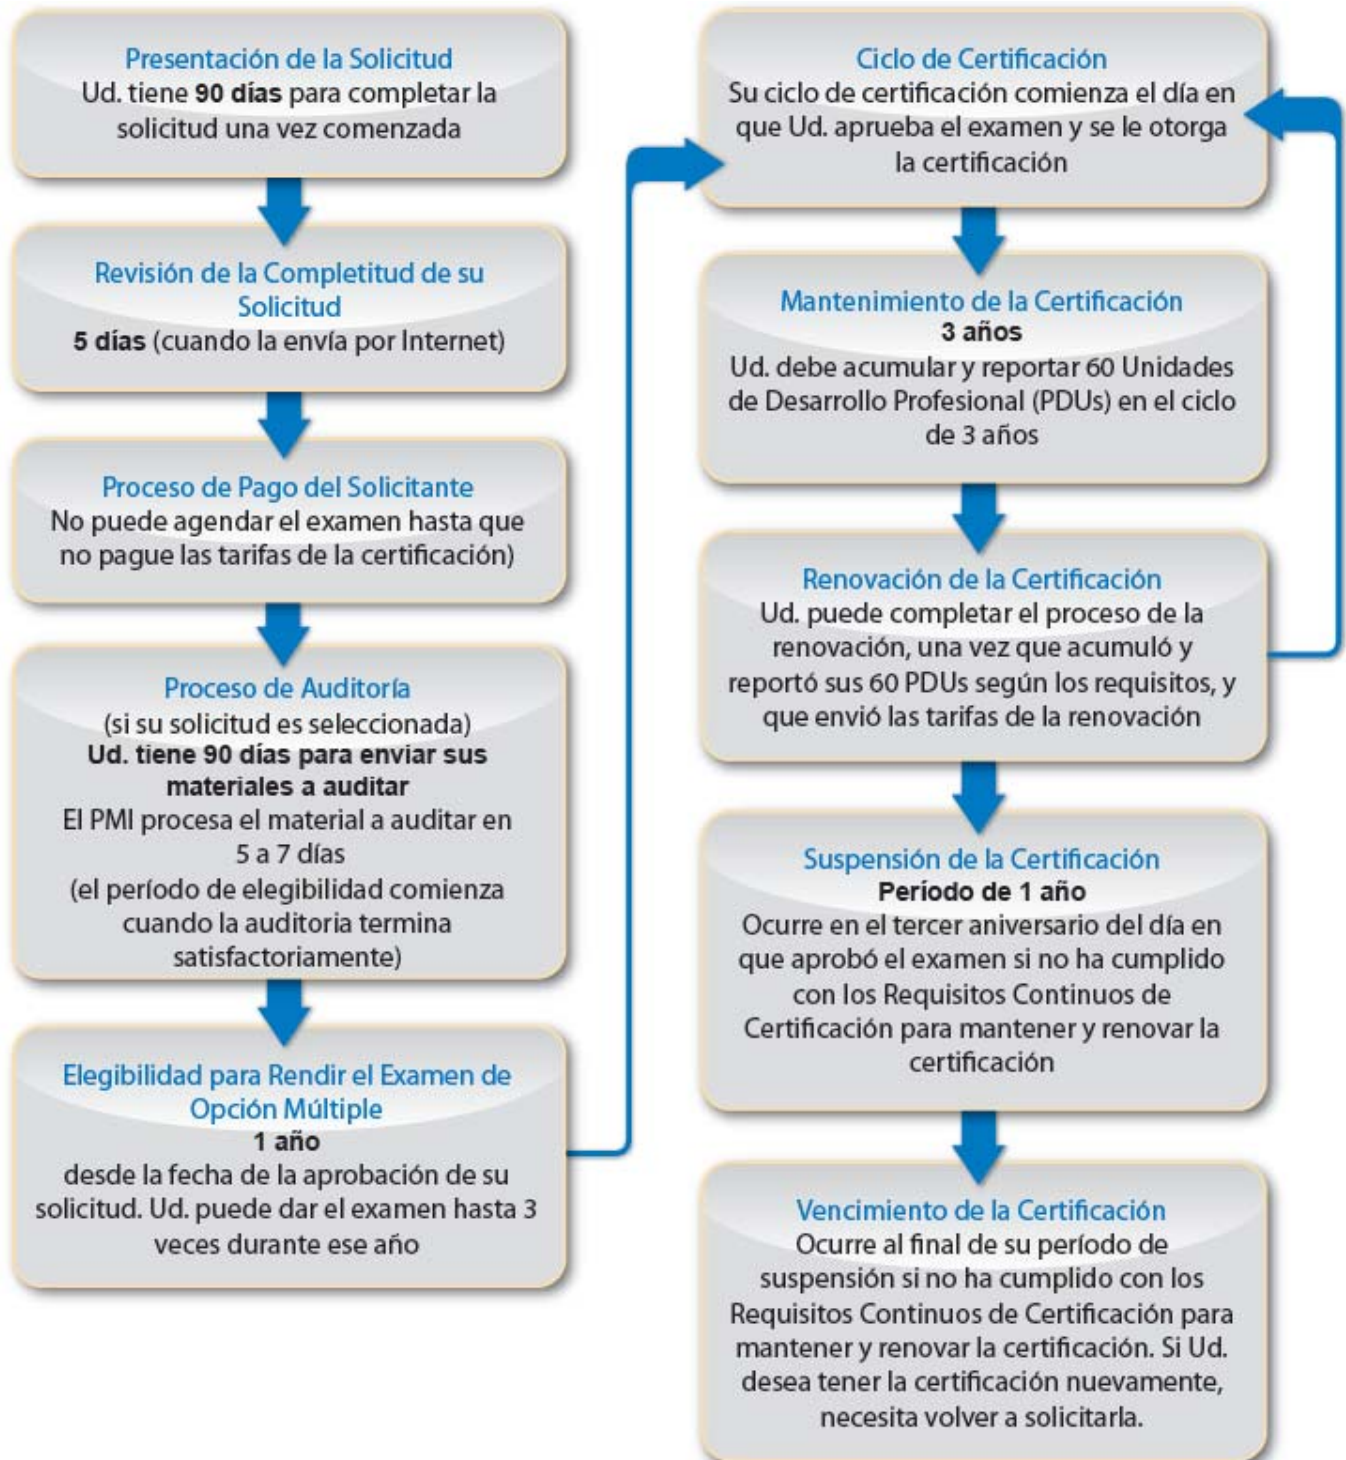 Presentación de la Solicitud
Ud. tiene 90 días para completar la
solicitud una vez comenzada
Revisión de la Completitud de su
Solicitud
5 días (cuando la envía por Internet)
Proceso de Pago del Solicitante
No puede agendar el examen hasta que
no pague las tarifas de la certificación)
Proceso de Auditoría
(si su solicitud es seleccionada)
Ud. tiene 90 días para enviar sus
materiales a auditar
El PMI procesa el material a auditar en
5 a 7 días
(el período de elegibilidad comienza
cuando la auditoria termina
satisfactoriamente)
Elegibilidad para Rendir el Examen de
Opción Múltiple
1 año
desde la fecha de la aprobación de su
solicitud. Ud. puede dar el examen hasta 3
veces durante ese año
Ciclo de Certificación
Su ciclo de certificación comienza el día en
que Ud. aprueba el examen y se le otorga
la certificación
Mantenimiento de la Certificación
3 años
Ud. debe acumular y reportar 60 Unidades
de Desarrollo Profesional (PDUs) en el ciclo
de 3 años
Renovación de la Certificación
Ud. puede completar el proceso de la
renovación, una vez que acumuló y
reportó sus 60 PDUs según los requisitos, y
que envió las tarifas de la renovación
Suspensión de la Certificación
Período de 1 año
Ocurre en el tercer aniversario del día en
que aprobó el examen si no ha cumplido
con los Requisitos Continuos de
Certificación para mantener y renovar la
certificación
Vencimiento de la Certificación
Ocurre al final de su período de
suspensión si no ha cumplido con los
Requisitos Continuos de Certificación para
mantener y renovar la certificación. Si Ud.
desea tener la certificación nuevamente,
necesita volver a solicitarla.